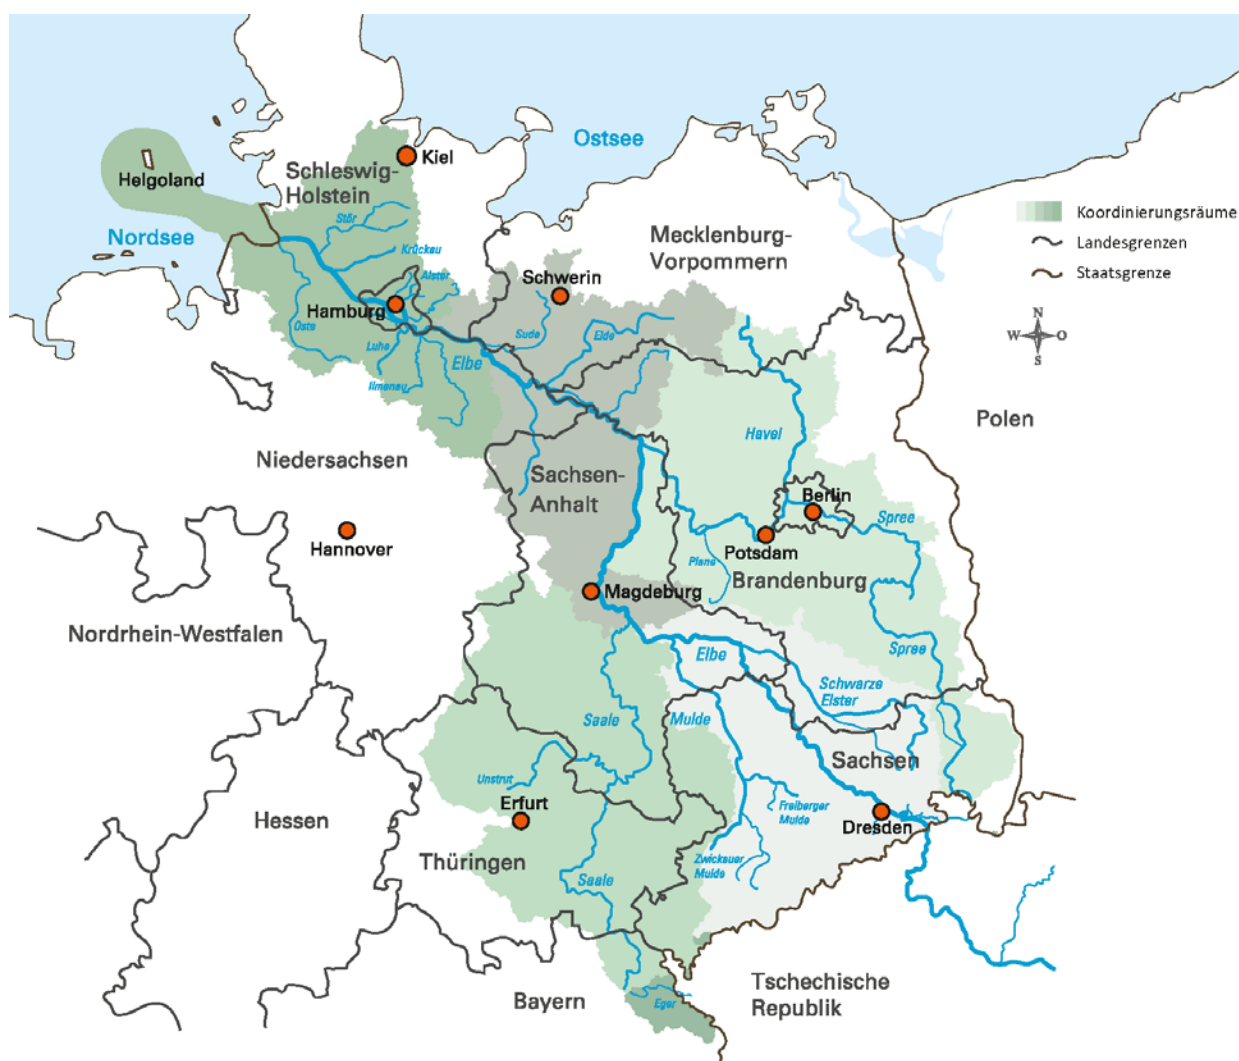 Ostsee
Kiel
Schleswig-
Holstein
Helgoland
Nordsee
Stör
Krückau
Alster
Mecklenburg-
Vorpommern
Schwerin
Hamburg
Oste
Luhe
Ilmenau
Elbe
Sude
Elde
Koordinierungsräume
Landesgrenzen
Staatsgrenze
N
W
O
S
Polen
Havel
Niedersachsen
Sachsen-
Anhalt
Berlin
Spree
Hannover
Potsdam
Plane
Brandenburg
Magdeburg
Nordrhein-Westfalen
Elbe
Spree
Schwarze
Elster
Saale
Mulde
Sachsen
Unstrut
Erfurt
Freiberger
Mulde
Dresden
Hessen
Thüringen
Zwickauer
Mulde
Saale
Tschechische
Republik
Bayern
Eger